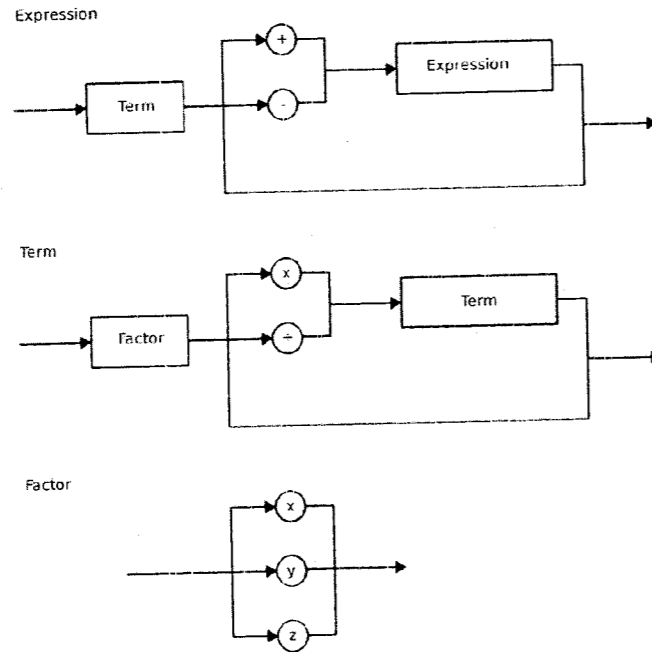 Expression
+
Expression
Term
-
Term
x
Term
Factor
÷
Factor
x
y
z